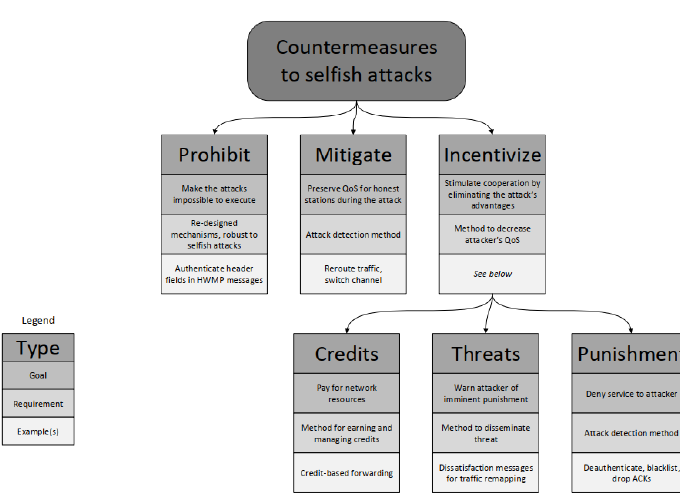 Countermeasures
to selfish attacks
Prohibit
Make the attacks
impossible to execute
Re-designed
mechanisms, robust to
selfish attacks
Authenticate header
fields in HWMP messages
Mitigate
Preserve QoS for honest
stations during the attack
Attack detection method
Reroute traffic,
switch channel
Incentivize
Stimulate cooperation by
eliminating the attack's
advantages
Method to decrease
attacker's QoS
See below
Legend
Type
Goal
Requirement
Example(s)
Credits
Pay for network
resources
Method for earning and
managing credits
Credit-based forwarding
Threats
Warn attacker of
imminent punishment
Method to disseminate
threat
Dissatisfaction messages
for traffic remapping
Punishment
Deny service to attacker
Attack detection method
Deauthenticate, blacklist,
drop ACKs